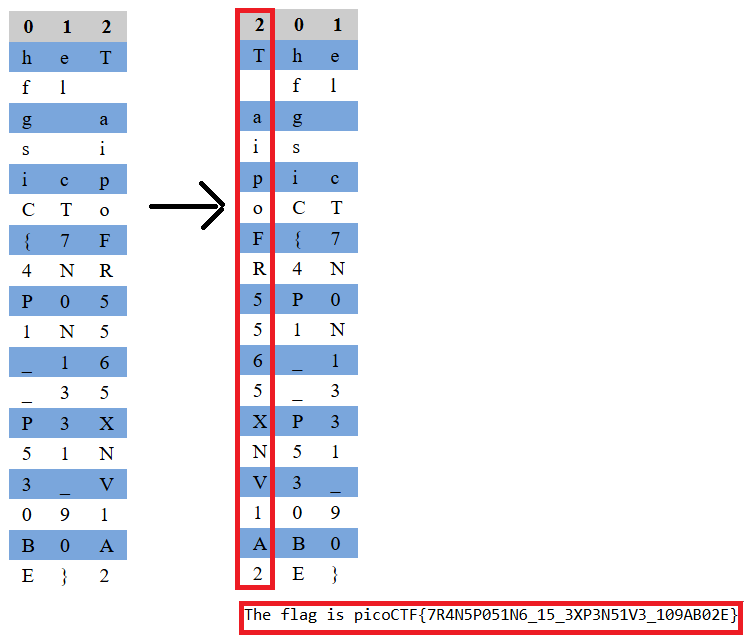 0 1 2 2 0 1
h e T T h e
f l f l
g a a g
s i i s
i c p p i c
C T o o C T
{ 7 F F { 7
4 N R R 4 N
P 0 5 5 P 0
1 N 5 5 1 N
_ 1 6 6 _ 1
_ 3 5 5 _ 3
P 3 X X P 3
5 1 N N 5 1
3 _ V V 3 _
0 9 1 1 0 9
B 0 A A B 0
E } 2 2 E }
The flag is picoCTF{7R4N5P051N6_15_3XP3N51V3_109AB02E}